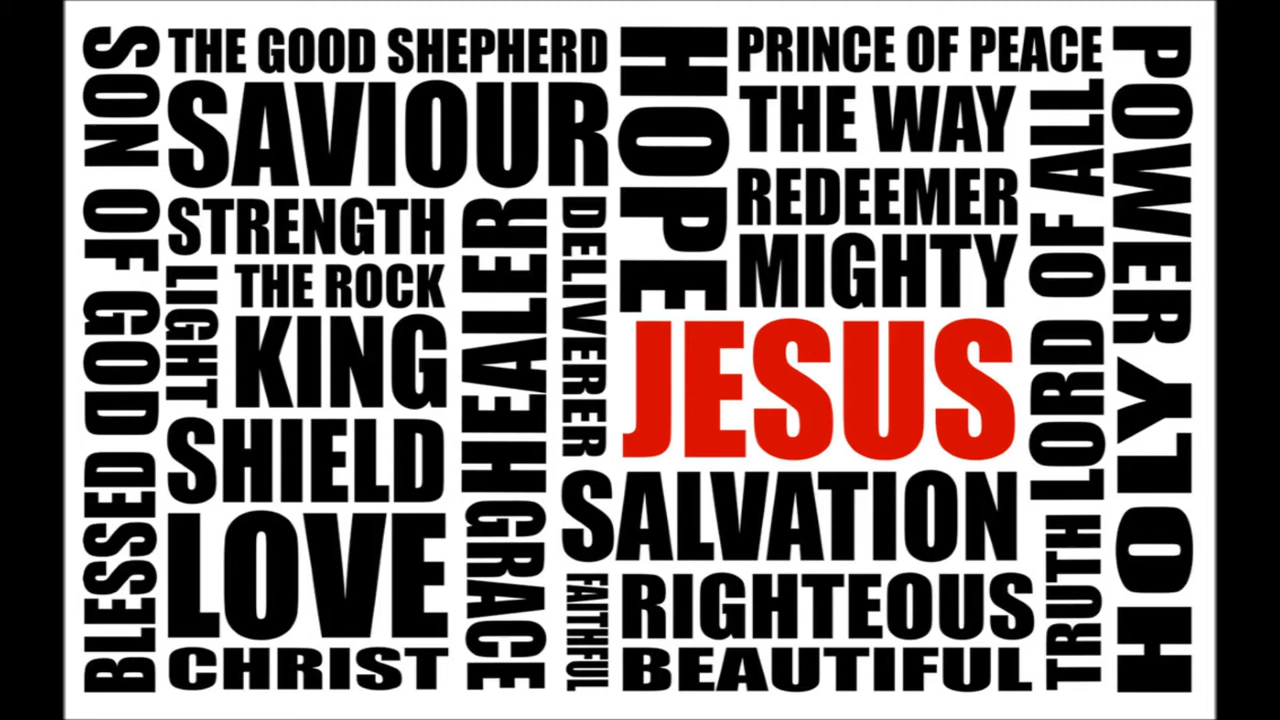 BLESSED GOD OF SON
THE GOOD SHEPHERD
SAVIOUR
STRENGTH
LIGHT
THE ROCK
KING
SHIELD
LOVE
CHRIST
HEALER
GRACE
DELIVERER
FAITHFUL
HOPE
PRINCE OF PEACE
THE WAY
REDEEMER
MIGHTY
JESUS
SALVATION
RIGHTEOUS
BEAUTIFUL
LORD OF ALL
TRUTH
POWER
HOLY